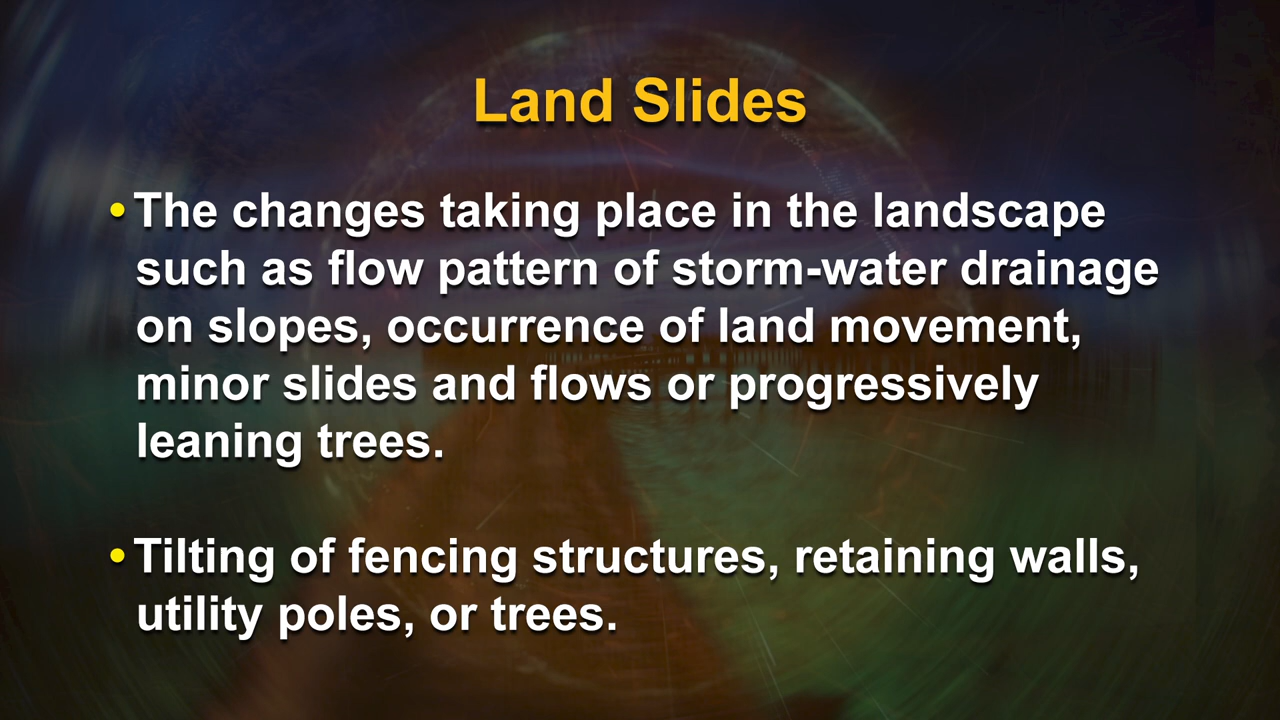 Land Slides
• The changes taking place in the landscape
such as flow pattern of storm-water drainage
on slopes, occurrence of land movement,
minor slides and flows or progressively
leaning trees.
• Tilting of fencing structures, retaining walls,
utility poles, or trees.